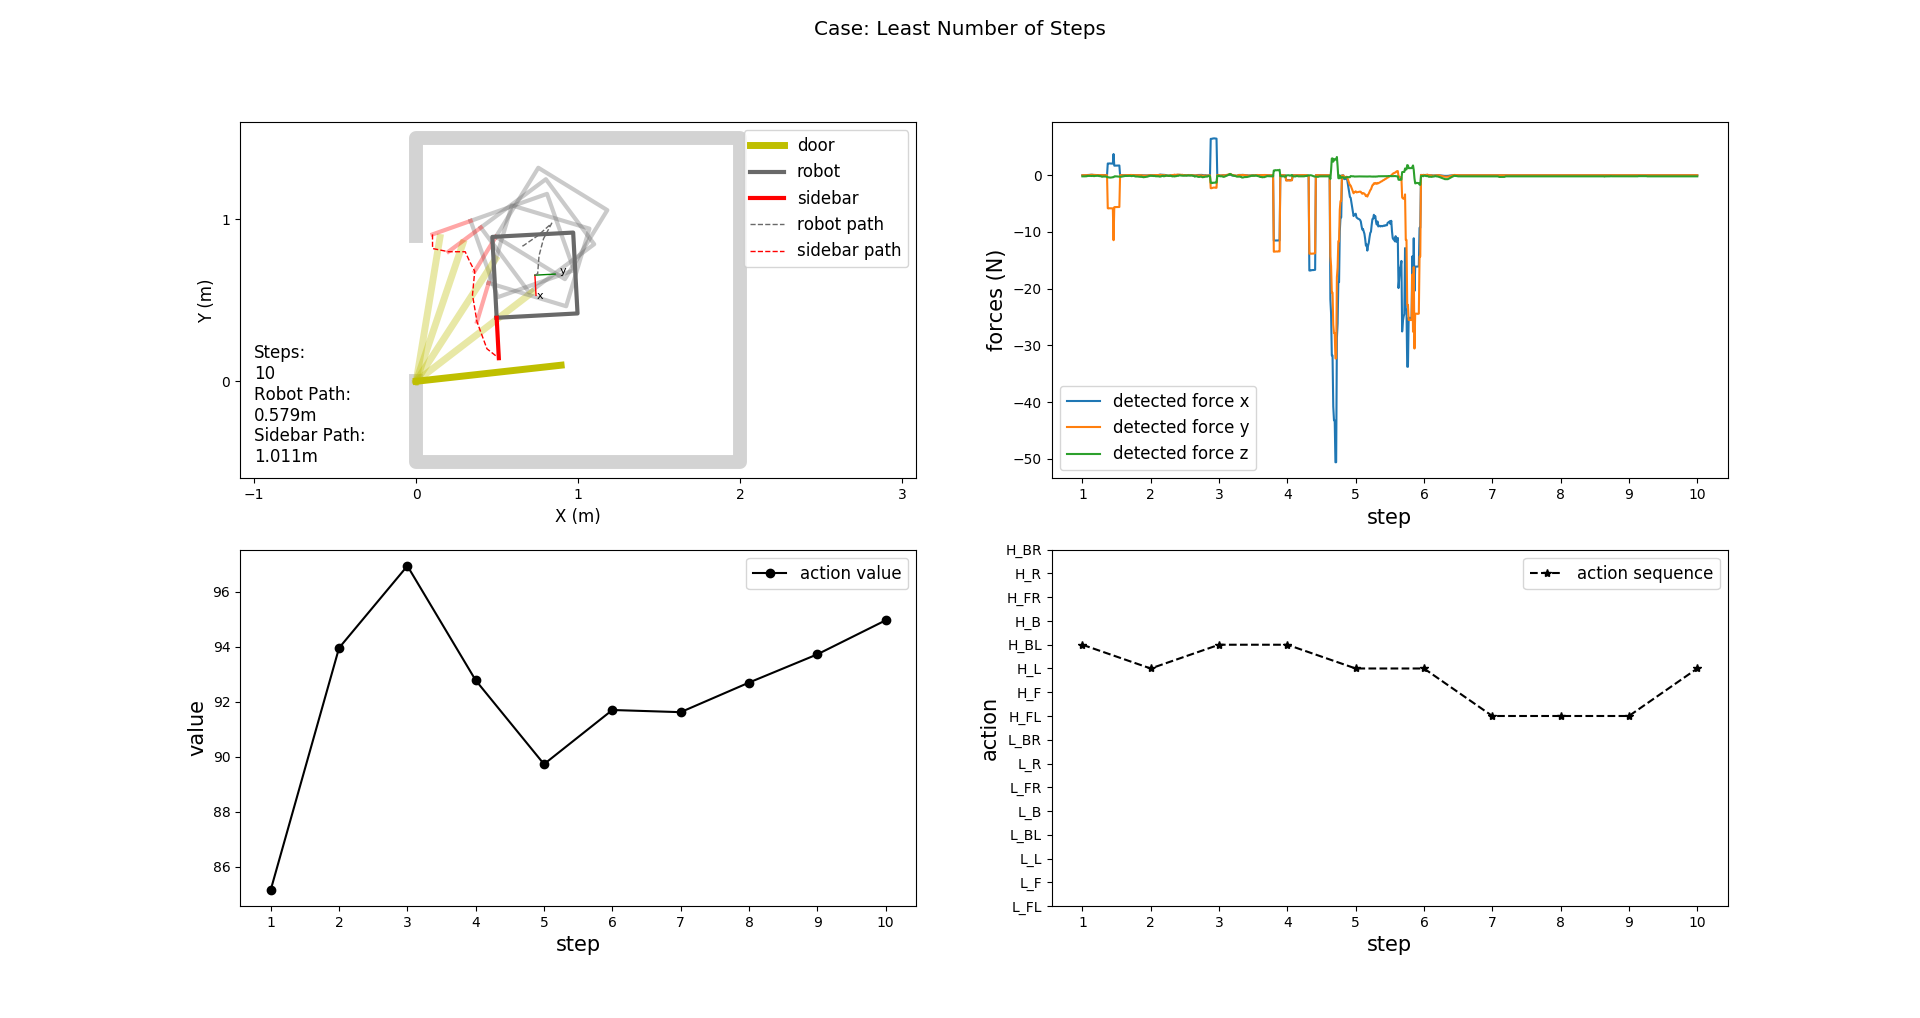 Case: Least Number of Steps
door
robot
sidebar
robot path
sidebar path
1
0
Y (m)
Steps:
10
Robot Path:
0.579m
Sidebar Path:
1.011m
y
x
−1 0 1 2 3
X (m)
0
−10
−20
−30
−40
−50
forces (N)
detected force x
detected force y
detected force z
1 2 3 4 5 6 7 8 9 10
step
action value
96
94
92
90
88
86
value
1 2 3 4 5 6 7 8 9 10
step
action sequence
H_BR
H_R
H_FR
H_B
H_BL
H_L
H_F
H_FL
L_BR
L_R
L_FR
L_B
L_BL
L_L
L_F
L_FL
action
1 2 3 4 5 6 7 8 9 10
step